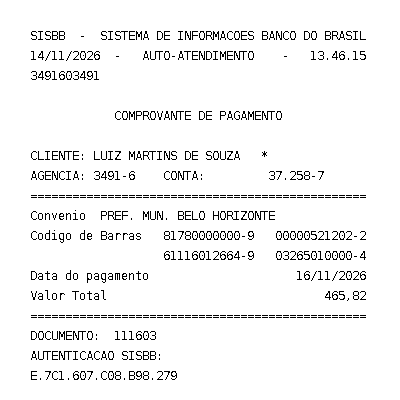 SISBB - SISTEMA DE INFORMACOES BANCO DO BRASIL
14/11/2026 - AUTO-ATENDIMENTO - 13.46.15
3491603491
COMPROVANTE DE PAGAMENTO
CLIENTE: LUIZ MARTINS DE SOUZA *
AGENCIA: 3491-6 CONTA: 37.258-7
================================================
Convenio PREF. MUN. BELO HORIZONTE
Codigo de Barras 81780000000-9 00000521202-2
61116012664-9 03265010000-4
Data do pagamento 16/11/2026
Valor Total 465,82
================================================
DOCUMENTO: 111603
AUTENTICACAO SISBB:
E.7C1.607.C08.B98.279